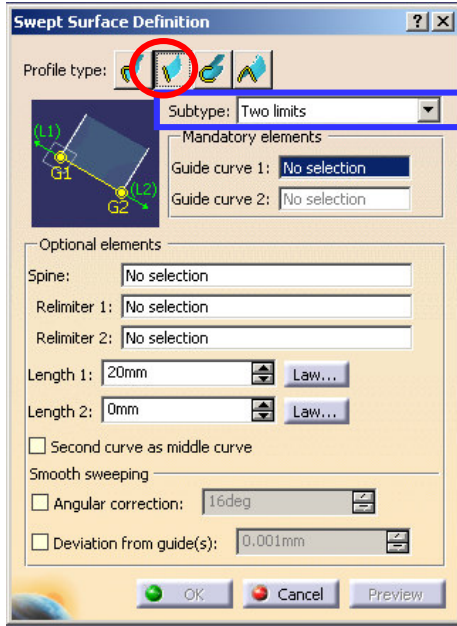 Swept Surface Definition
Profile type:
Subtype: Two limits
Mandatory elements
(L1)
G1
(L2)
G2
Guide curve 1: No selection
Guide curve 2: No selection
Optional elements
Spine: No selection
Relimiter 1: No selection
Relimiter 2: No selection
Length 1: 20mm Law...
Length 2: 0mm Law...
Second curve as middle curve
Smooth sweeping
Angular correction: 16deg
Deviation from guide(s): 0.001mm
OK Cancel Preview